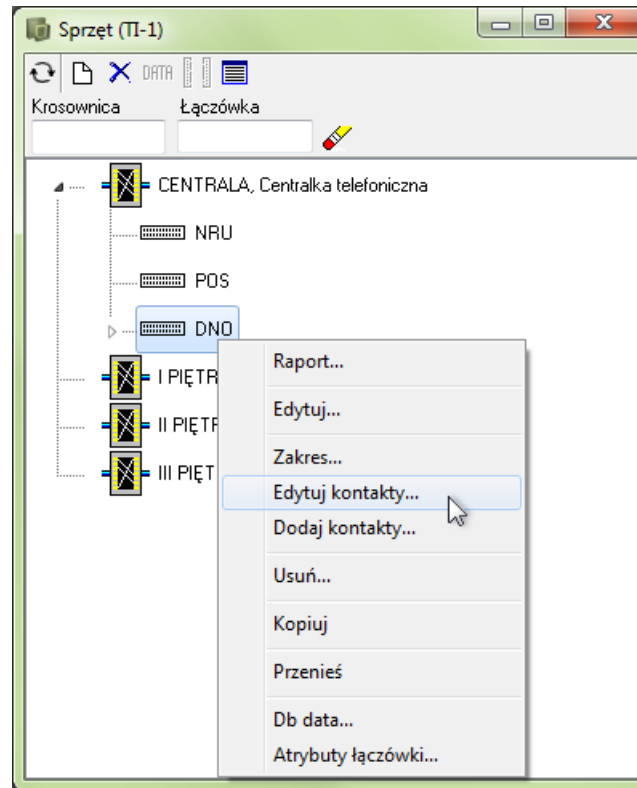 Sprzęt (TI-1)
DATA
Krosownica Łączówka
CENTRALA, Centralka telefoniczna
NRU
POS
DNO
I PIĘTR
II PIĘTR
III PIĘT
Raport...
Edytuj...
Zakres...
Edytuj kontakty...
Dodaj kontakty...
Usuń...
Kopiuj
Przenieś
Db data...
Atrybuty łączówki...